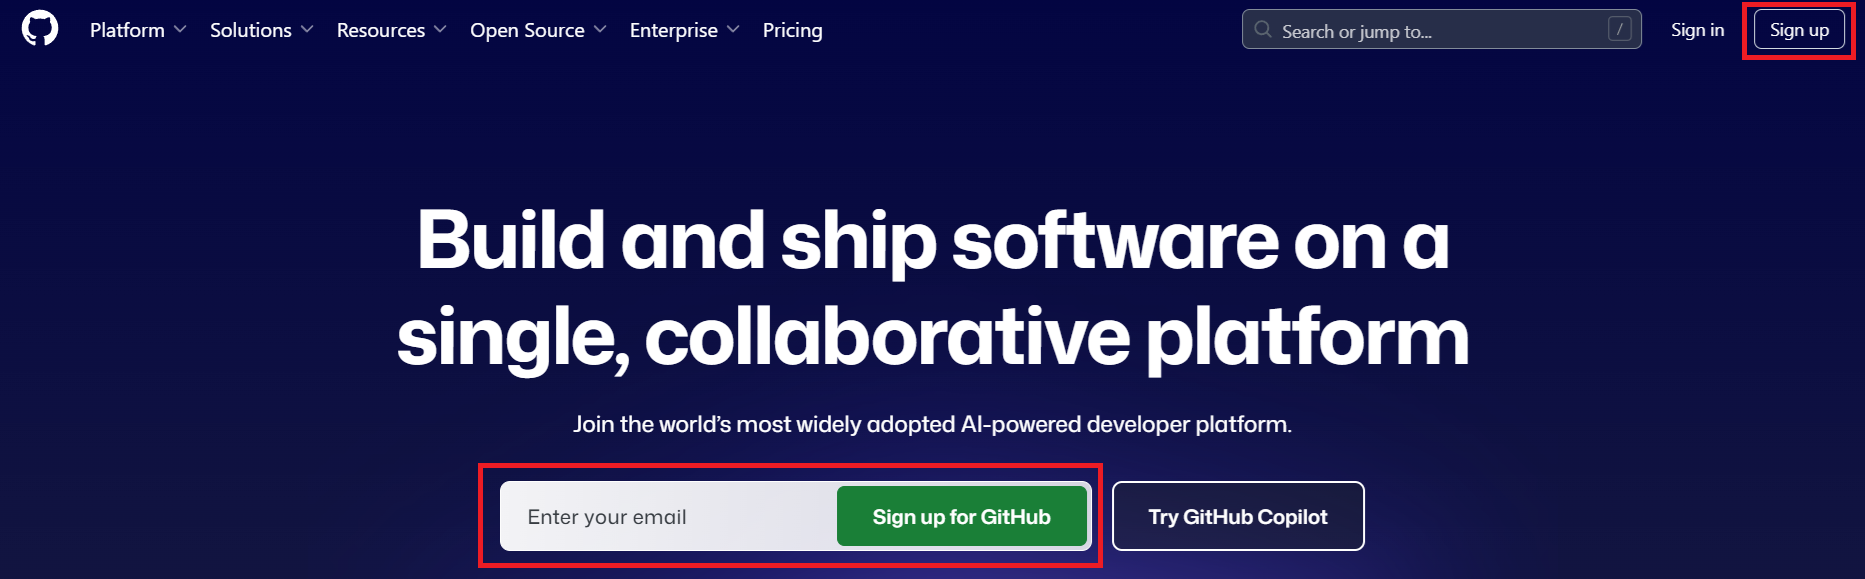 Platform Solutions Resources Open Source Enterprise Pricing Search or jump to... / Sign in Sign up
Build and ship software on a
single, collaborative platform
Join the world’s most widely adopted AI-powered developer platform.
Enter your email Sign up for GitHub Try GitHub Copilot